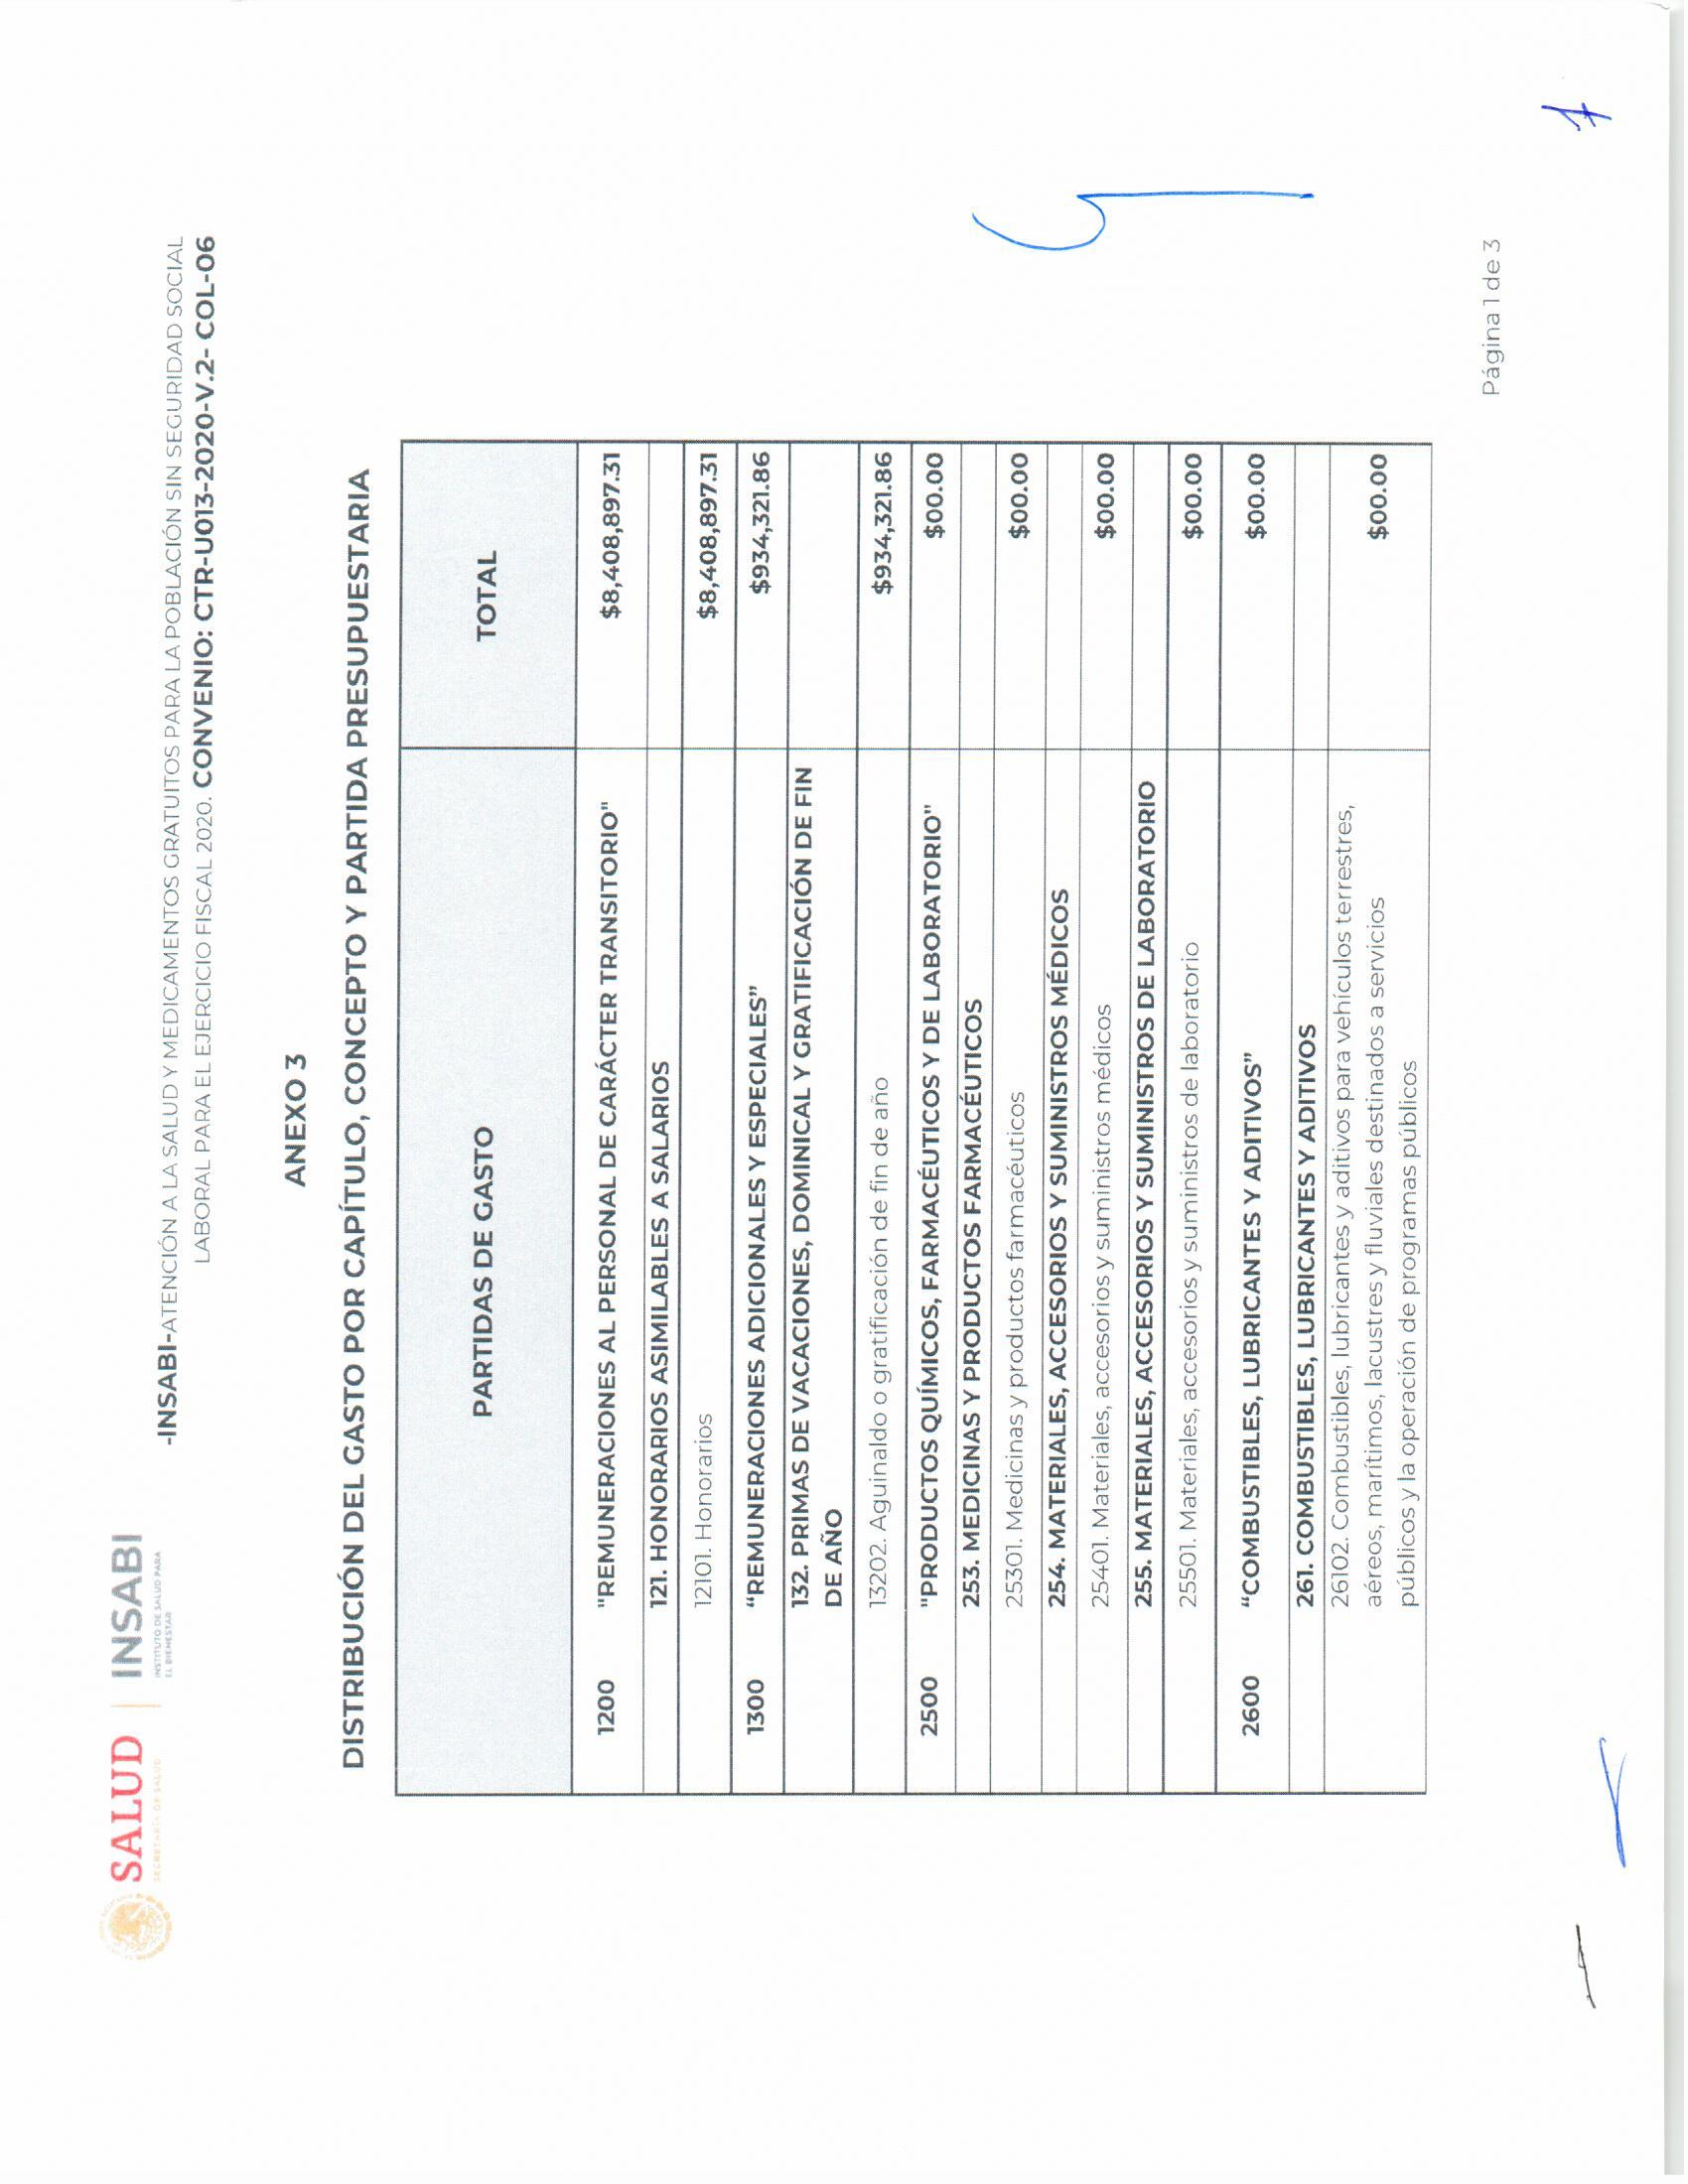 SALUD
SECRETARÍA DE SALUD
INSABI
INSTITUTO DE SALUD PARA
EL BIENESTAR
-INSABI-ATENCIÓN A LA SALUD Y MEDICAMENTOS GRATUITOS PARA LA POBLACIÓN SIN SEGURIDAD SOCIAL
LABORAL PARA EL EJERCICIO FISCAL 2020. CONVENIO: CTR-U013-2020-V.2- COL-06
ANEXO 3
DISTRIBUCIÓN DEL GASTO POR CAPÍTULO, CONCEPTO Y PARTIDA PRESUPUESTARIA
PARTIDAS DE GASTO TOTAL
1200 "REMUNERACIONES AL PERSONAL DE CARÁCTER TRANSITORIO" $8,408,897.31
121. HONORARIOS ASIMILABLES A SALARIOS
12101. Honorarios $8,408,897.31
1300 “REMUNERACIONES ADICIONALES Y ESPECIALES” $934,321.86
132. PRIMAS DE VACACIONES, DOMINICAL Y GRATIFICACIÓN DE FIN
DE AÑO
13202. Aguinaldo o gratificación de fin de año $934,321.86
2500 "PRODUCTOS QUÍMICOS, FARMACÉUTICOS Y DE LABORATORIO" $00.00
253. MEDICINAS Y PRODUCTOS FARMACÉUTICOS
25301. Medicinas y productos farmacéuticos $00.00
254. MATERIALES, ACCESORIOS Y SUMINISTROS MÉDICOS
25401. Materiales, accesorios y suministros médicos $00.00
255. MATERIALES, ACCESORIOS Y SUMINISTROS DE LABORATORIO
25501. Materiales, accesorios y suministros de laboratorio $00.00
2600 “COMBUSTIBLES, LUBRICANTES Y ADITIVOS” $00.00
261. COMBUSTIBLES, LUBRICANTES Y ADITIVOS
26102. Combustibles, lubricantes y aditivos para vehículos terrestres,
aéreos, marítimos, lacustres y fluviales destinados a servicios
públicos y la operación de programas públicos $00.00
Página 1 de 3